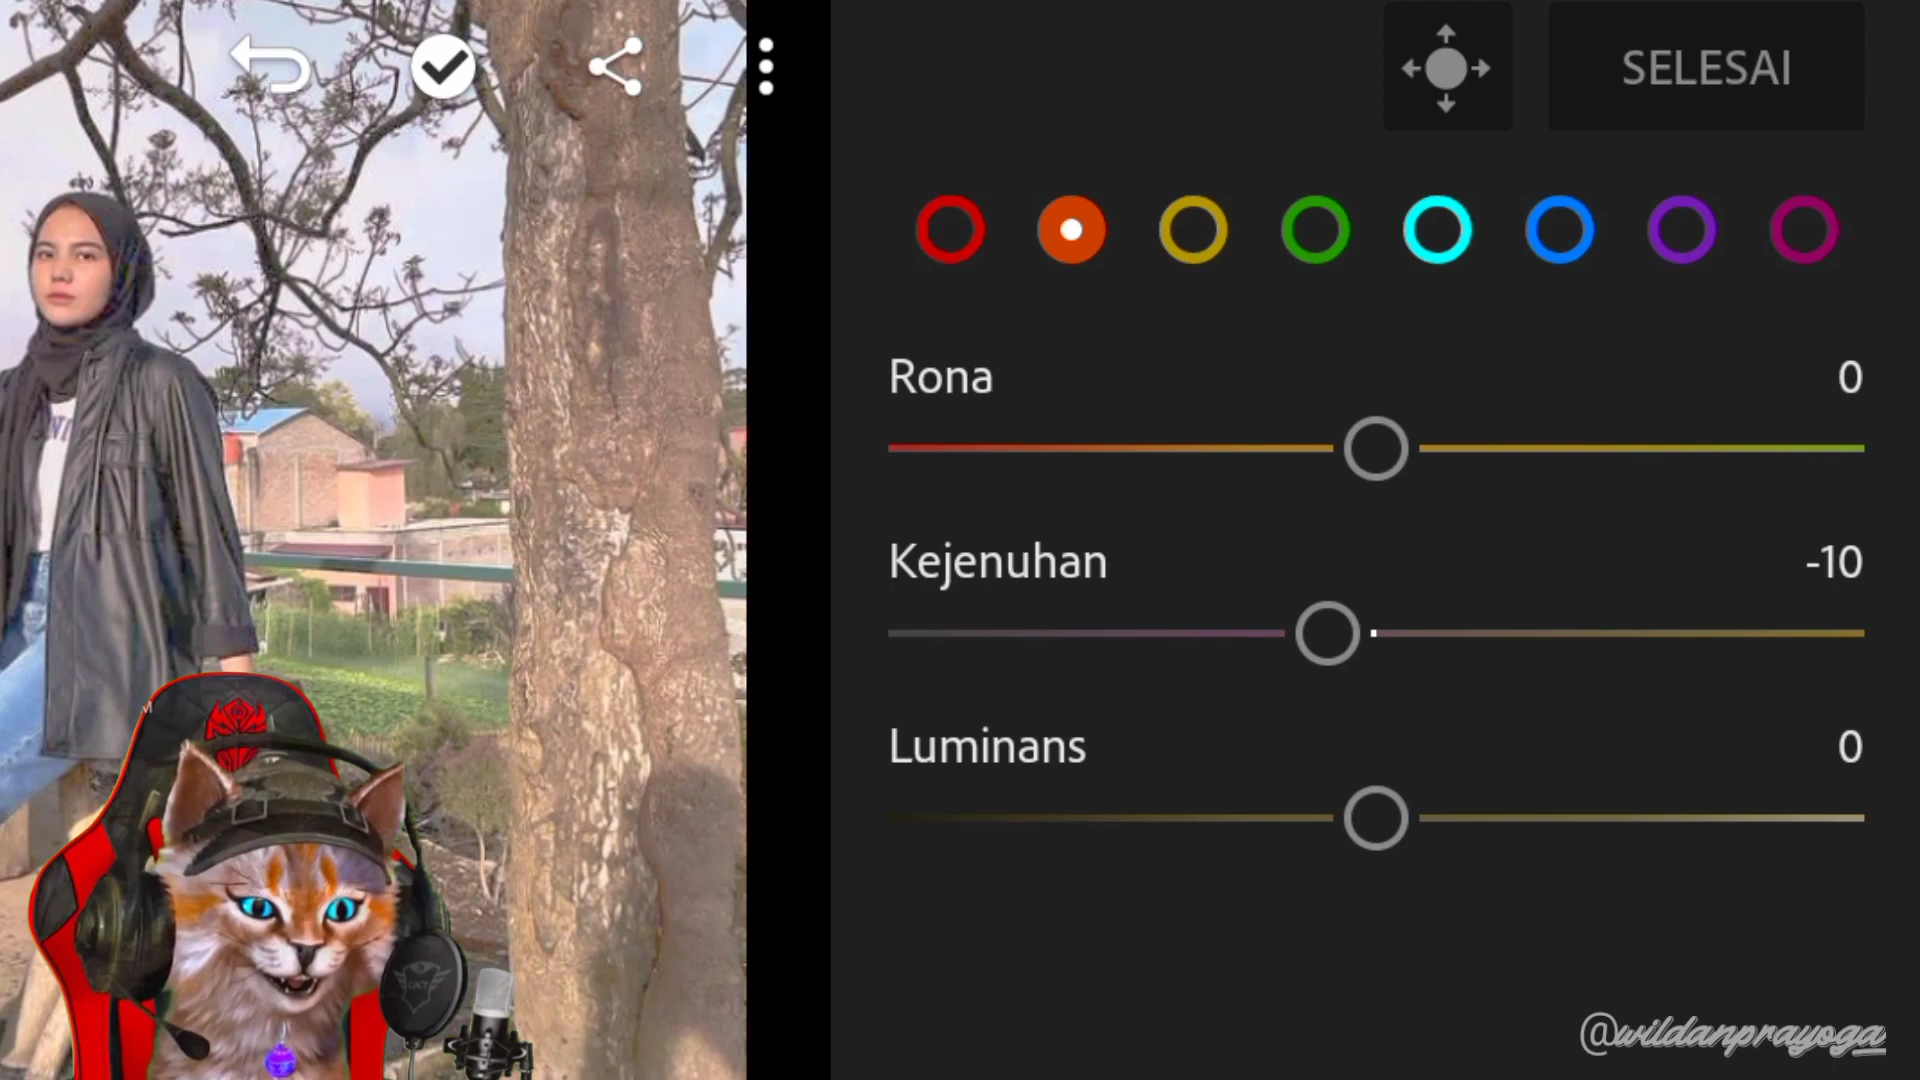 SELESAI
Rona 0
Kejenuhan -10
Luminans 0
@wildanprayoga